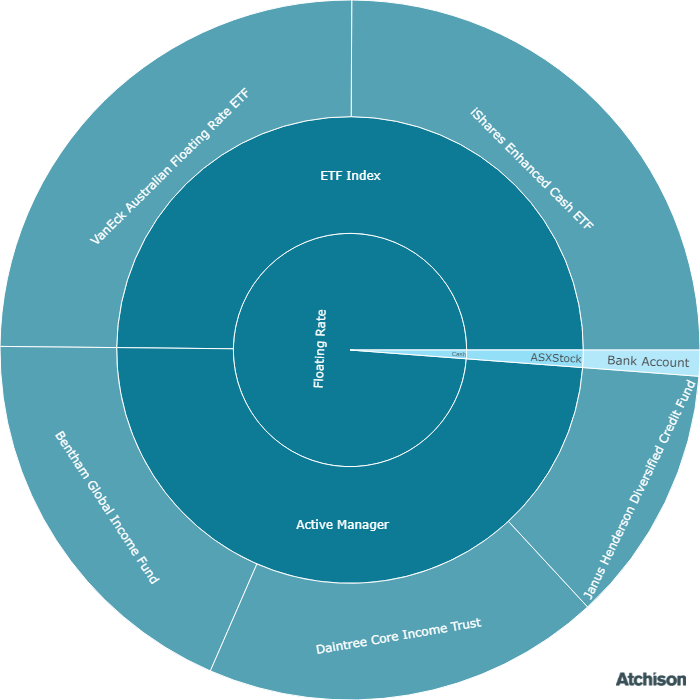 VanEck Australian Floating Rate ETF
iShares Enhanced Cash ETF
ETF Index
Floating Rate
Cash
ASXStock
Bank Account
Janus Henderson Diversified Credit Fund
Bentham Global Income Fund
Active Manager
Daintree Core Income Trust
Atchison